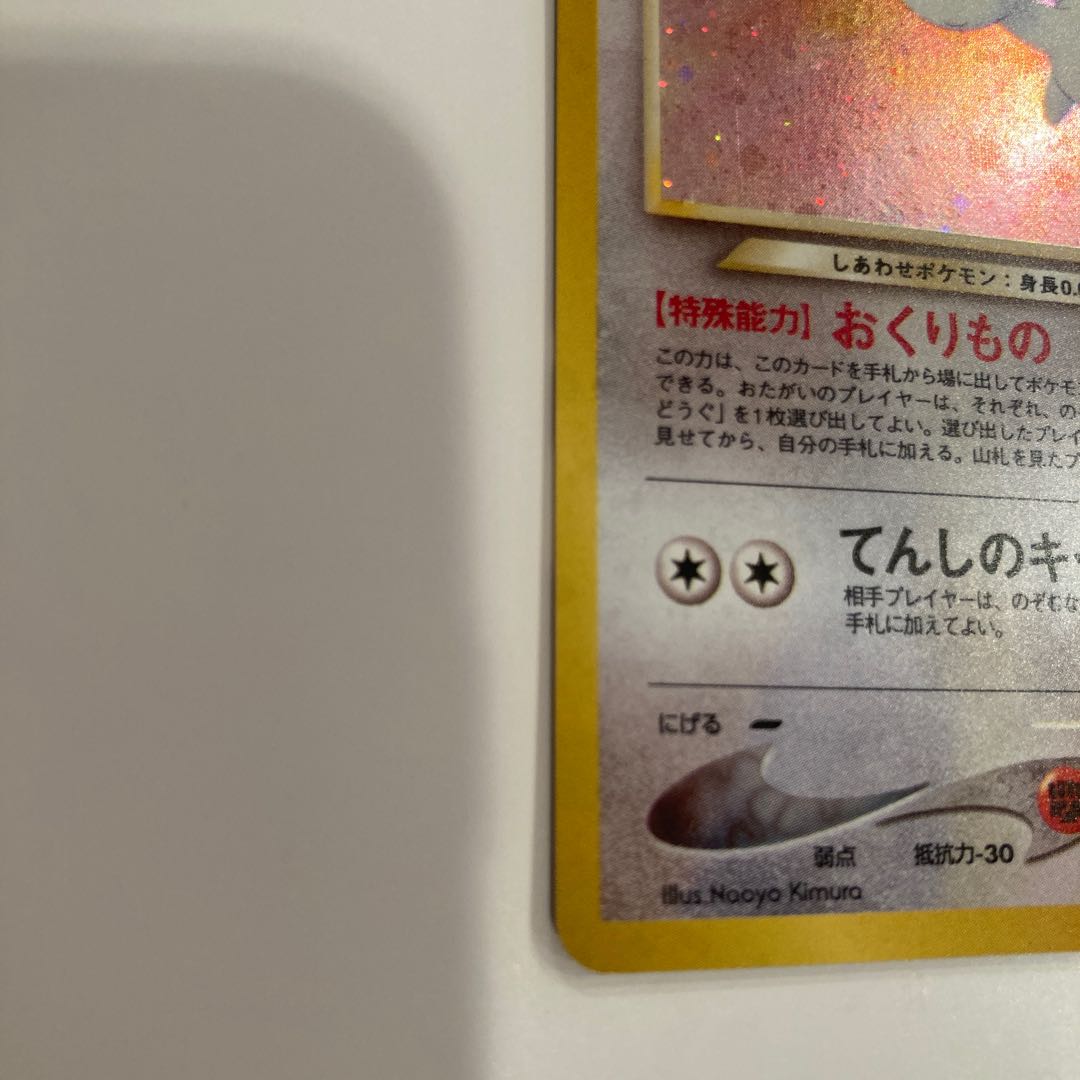 しあわせポケモン：身長0.
【特殊能力】おくりもの
この力は、このカードを手札から場に出してポケモ
できる。おたがいのプレイヤーは、それぞれ、の
どうぐ」を1枚選び出してよい。選び出したプレイ
見せてから、自分の手札に加える。山札を見たプ
てんしのキ
相手プレイヤーは、のぞむな
手札に加えてよい。
にげる
弱点 抵抗力-30
Illus. Naoyo Kimura